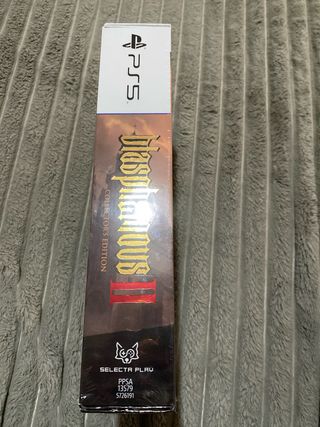 PS5
Blasphemous II
COLLECTOR'S EDITION
SELECTA PLAY
PPSA
13579
5726191